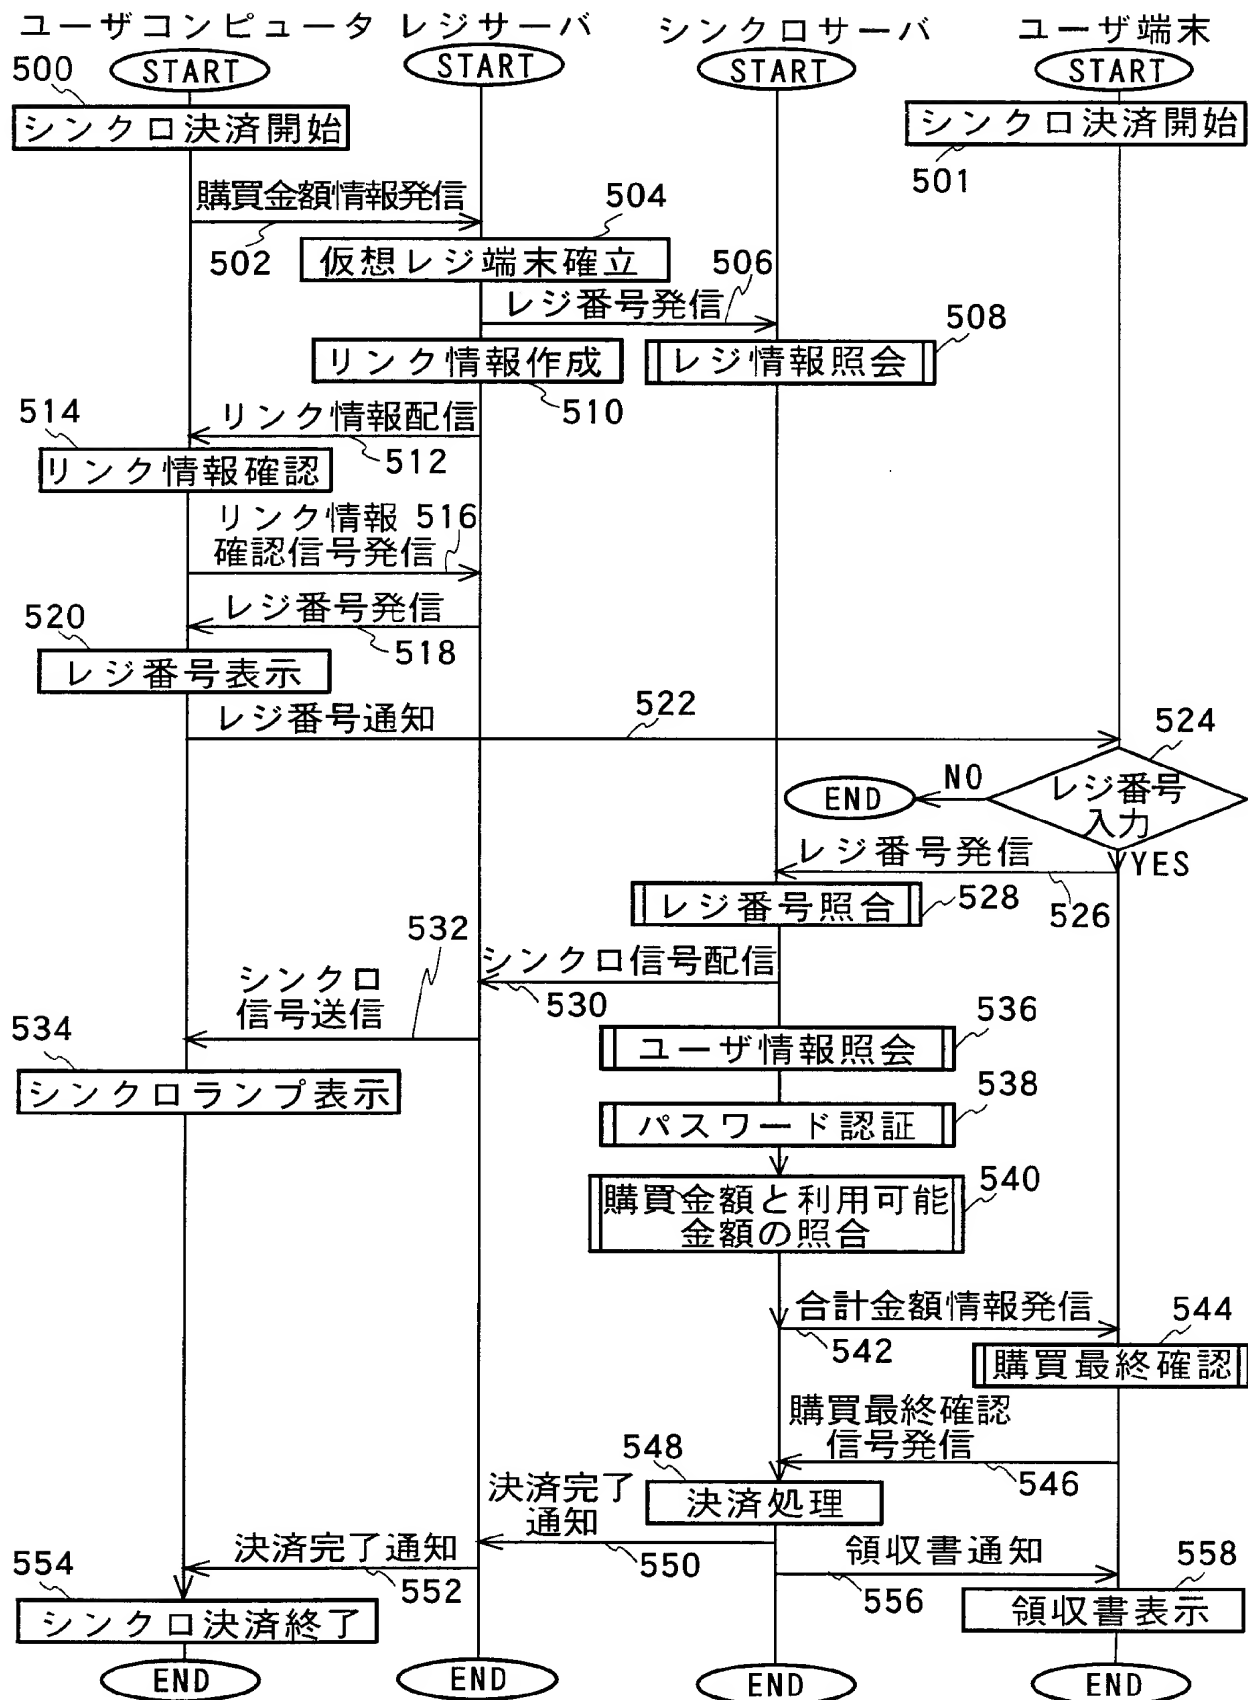 ユーザコンピュータ レジサーバ シンクロサーバ ユーザ端末
START START START START
500
シンクロ決済開始 シンクロ決済開始
501
購買金額情報発信
502
504
仮想レジ端末確立
506
レジ番号発信
508
リンク情報作成 レジ情報照会
510
リンク情報配信
514
512
リンク情報確認
リンク情報 516
確認信号発信
レジ番号発信
520
518
レジ番号表示
レジ番号通知
522
524
レジ番号
入力
NO
END
YES
レジ番号発信
526
レジ番号照合
528
シンクロ信号配信
530
532
シンクロ
信号送信
534
シンクロランプ表示
536
ユーザ情報照会
538
パスワード認証
540
購買金額と利用可能
金額の照合
合計金額情報発信
542
544
購買最終確認
購買最終確認
信号発信
546
548
決済処理
決済完了
通知
550
決済完了通知
552
領収書通知
556
554
シンクロ決済終了
558
領収書表示
END END END END